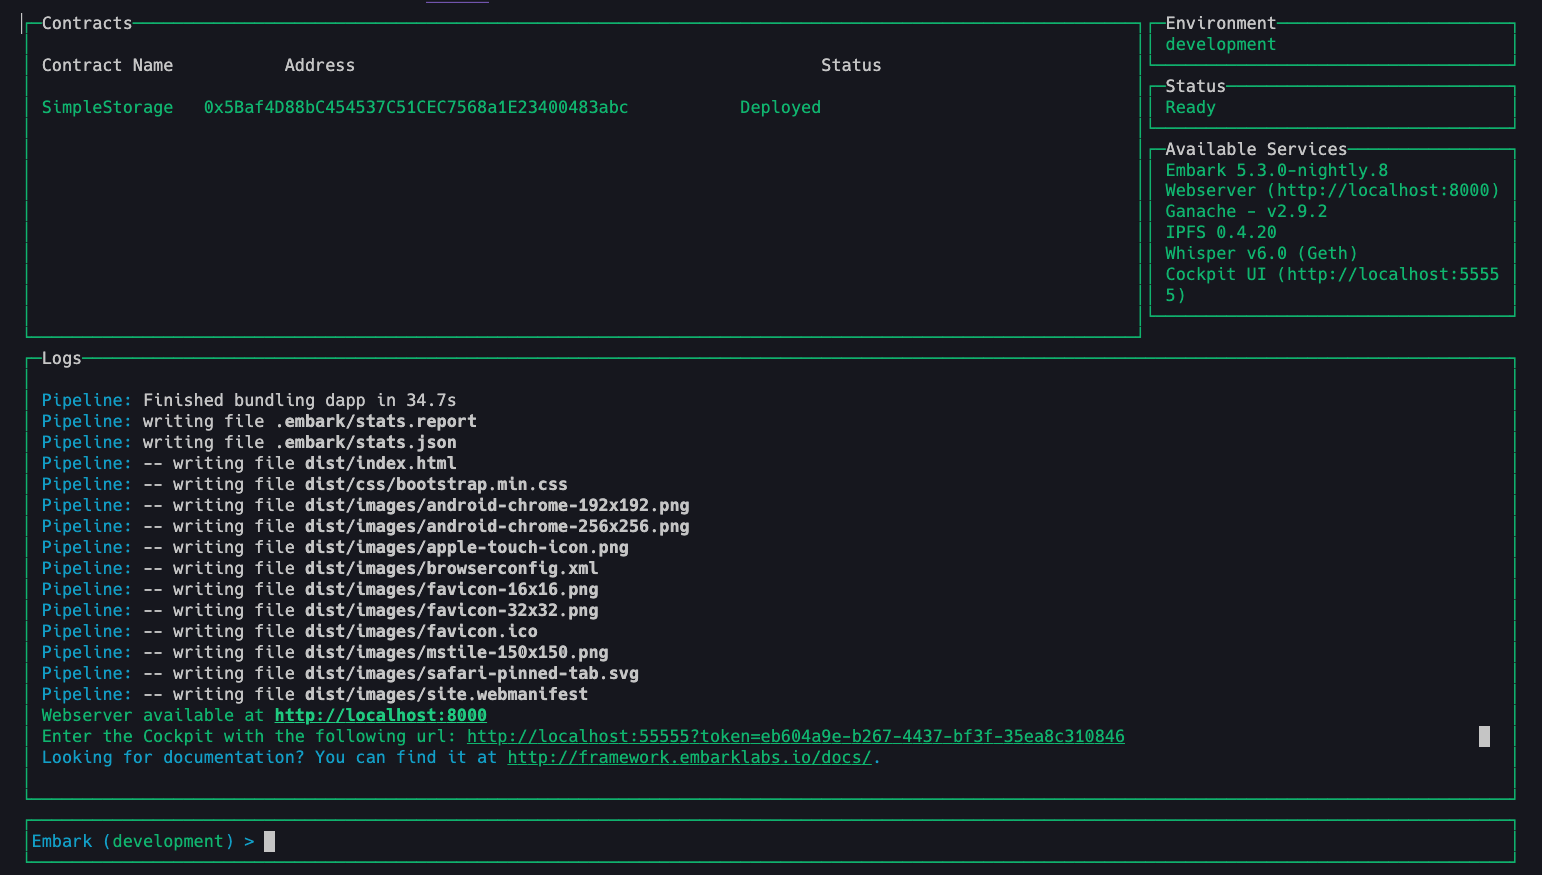 Contracts
Contract Name Address Status
SimpleStorage 0x5Baf4D88bC454537C51CEC7568a1E23400483abc Deployed
Environment
development
Status
Ready
Available Services
Embark 5.3.0-nightly.8
Webserver (http://localhost:8000)
Ganache - v2.9.2
IPFS 0.4.20
Whisper v6.0 (Geth)
Cockpit UI (http://localhost:5555
5)
Logs
Pipeline: Finished bundling dapp in 34.7s
Pipeline: writing file .embark/stats.report
Pipeline: writing file .embark/stats.json
Pipeline: -- writing file dist/index.html
Pipeline: -- writing file dist/css/bootstrap.min.css
Pipeline: -- writing file dist/images/android-chrome-192x192.png
Pipeline: -- writing file dist/images/android-chrome-256x256.png
Pipeline: -- writing file dist/images/apple-touch-icon.png
Pipeline: -- writing file dist/images/browserconfig.xml
Pipeline: -- writing file dist/images/favicon-16x16.png
Pipeline: -- writing file dist/images/favicon-32x32.png
Pipeline: -- writing file dist/images/favicon.ico
Pipeline: -- writing file dist/images/mstile-150x150.png
Pipeline: -- writing file dist/images/safari-pinned-tab.svg
Pipeline: -- writing file dist/images/site.webmanifest
Webserver available at http://localhost:8000
Enter the Cockpit with the following url: http://localhost:55555?token=eb604a9e-b267-4437-bf3f-35ea8c310846
Looking for documentation? You can find it at http://framework.embarklabs.io/docs/.
Embark (development) >